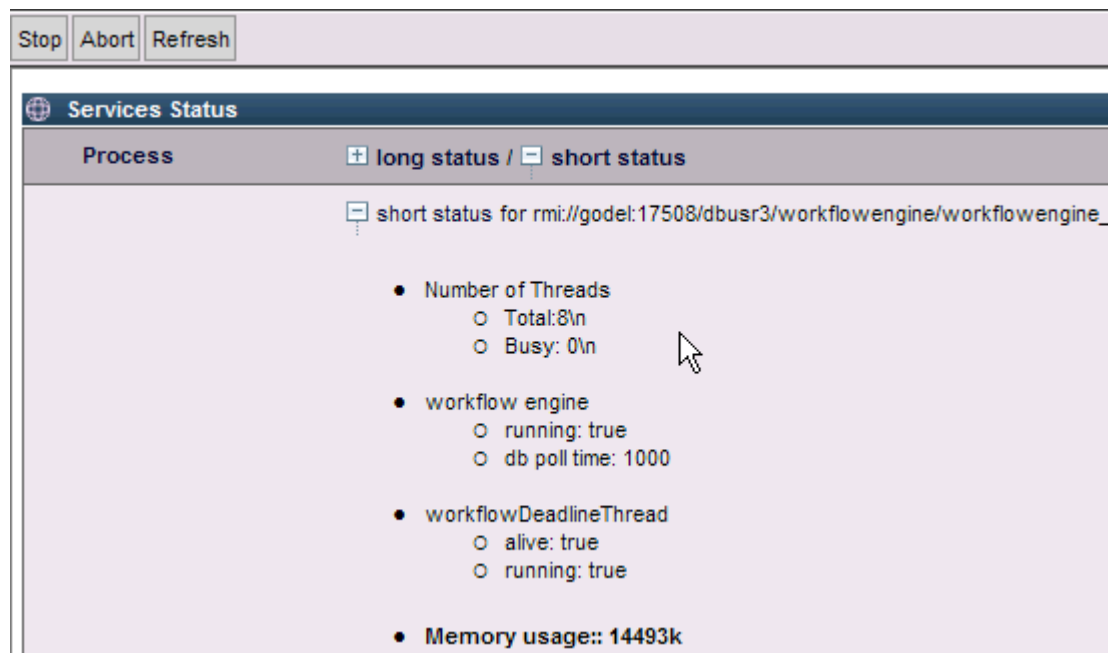 Stop Abort Refresh
Services Status
Process long status / short status
short status for rmi://godel:17508/dbusr3/workflowengine/workflowengine_
Number of Threads
Total:8\n
Busy: 0\n
workflow engine
running: true
db poll time: 1000
workflowDeadlineThread
alive: true
running: true
Memory usage:: 14493k